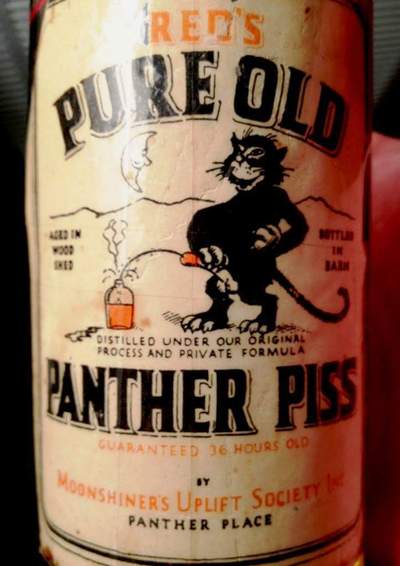 RED'S
PURE OLD
AGED IN
WOOD
SHED
BOTTLED
IN
BARN
DISTILLED UNDER OUR ORIGINAL
PROCESS AND PRIVATE FORMULA
PANTHER PISS
GUARANTEED 36 HOURS OLD
BY
MOONSHINER'S UPLIFT SOCIETY INC
PANTHER PLACE